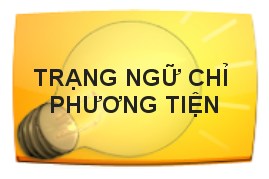 TRẠNG NGỮ CHỈ
PHƯƠNG TIỆN